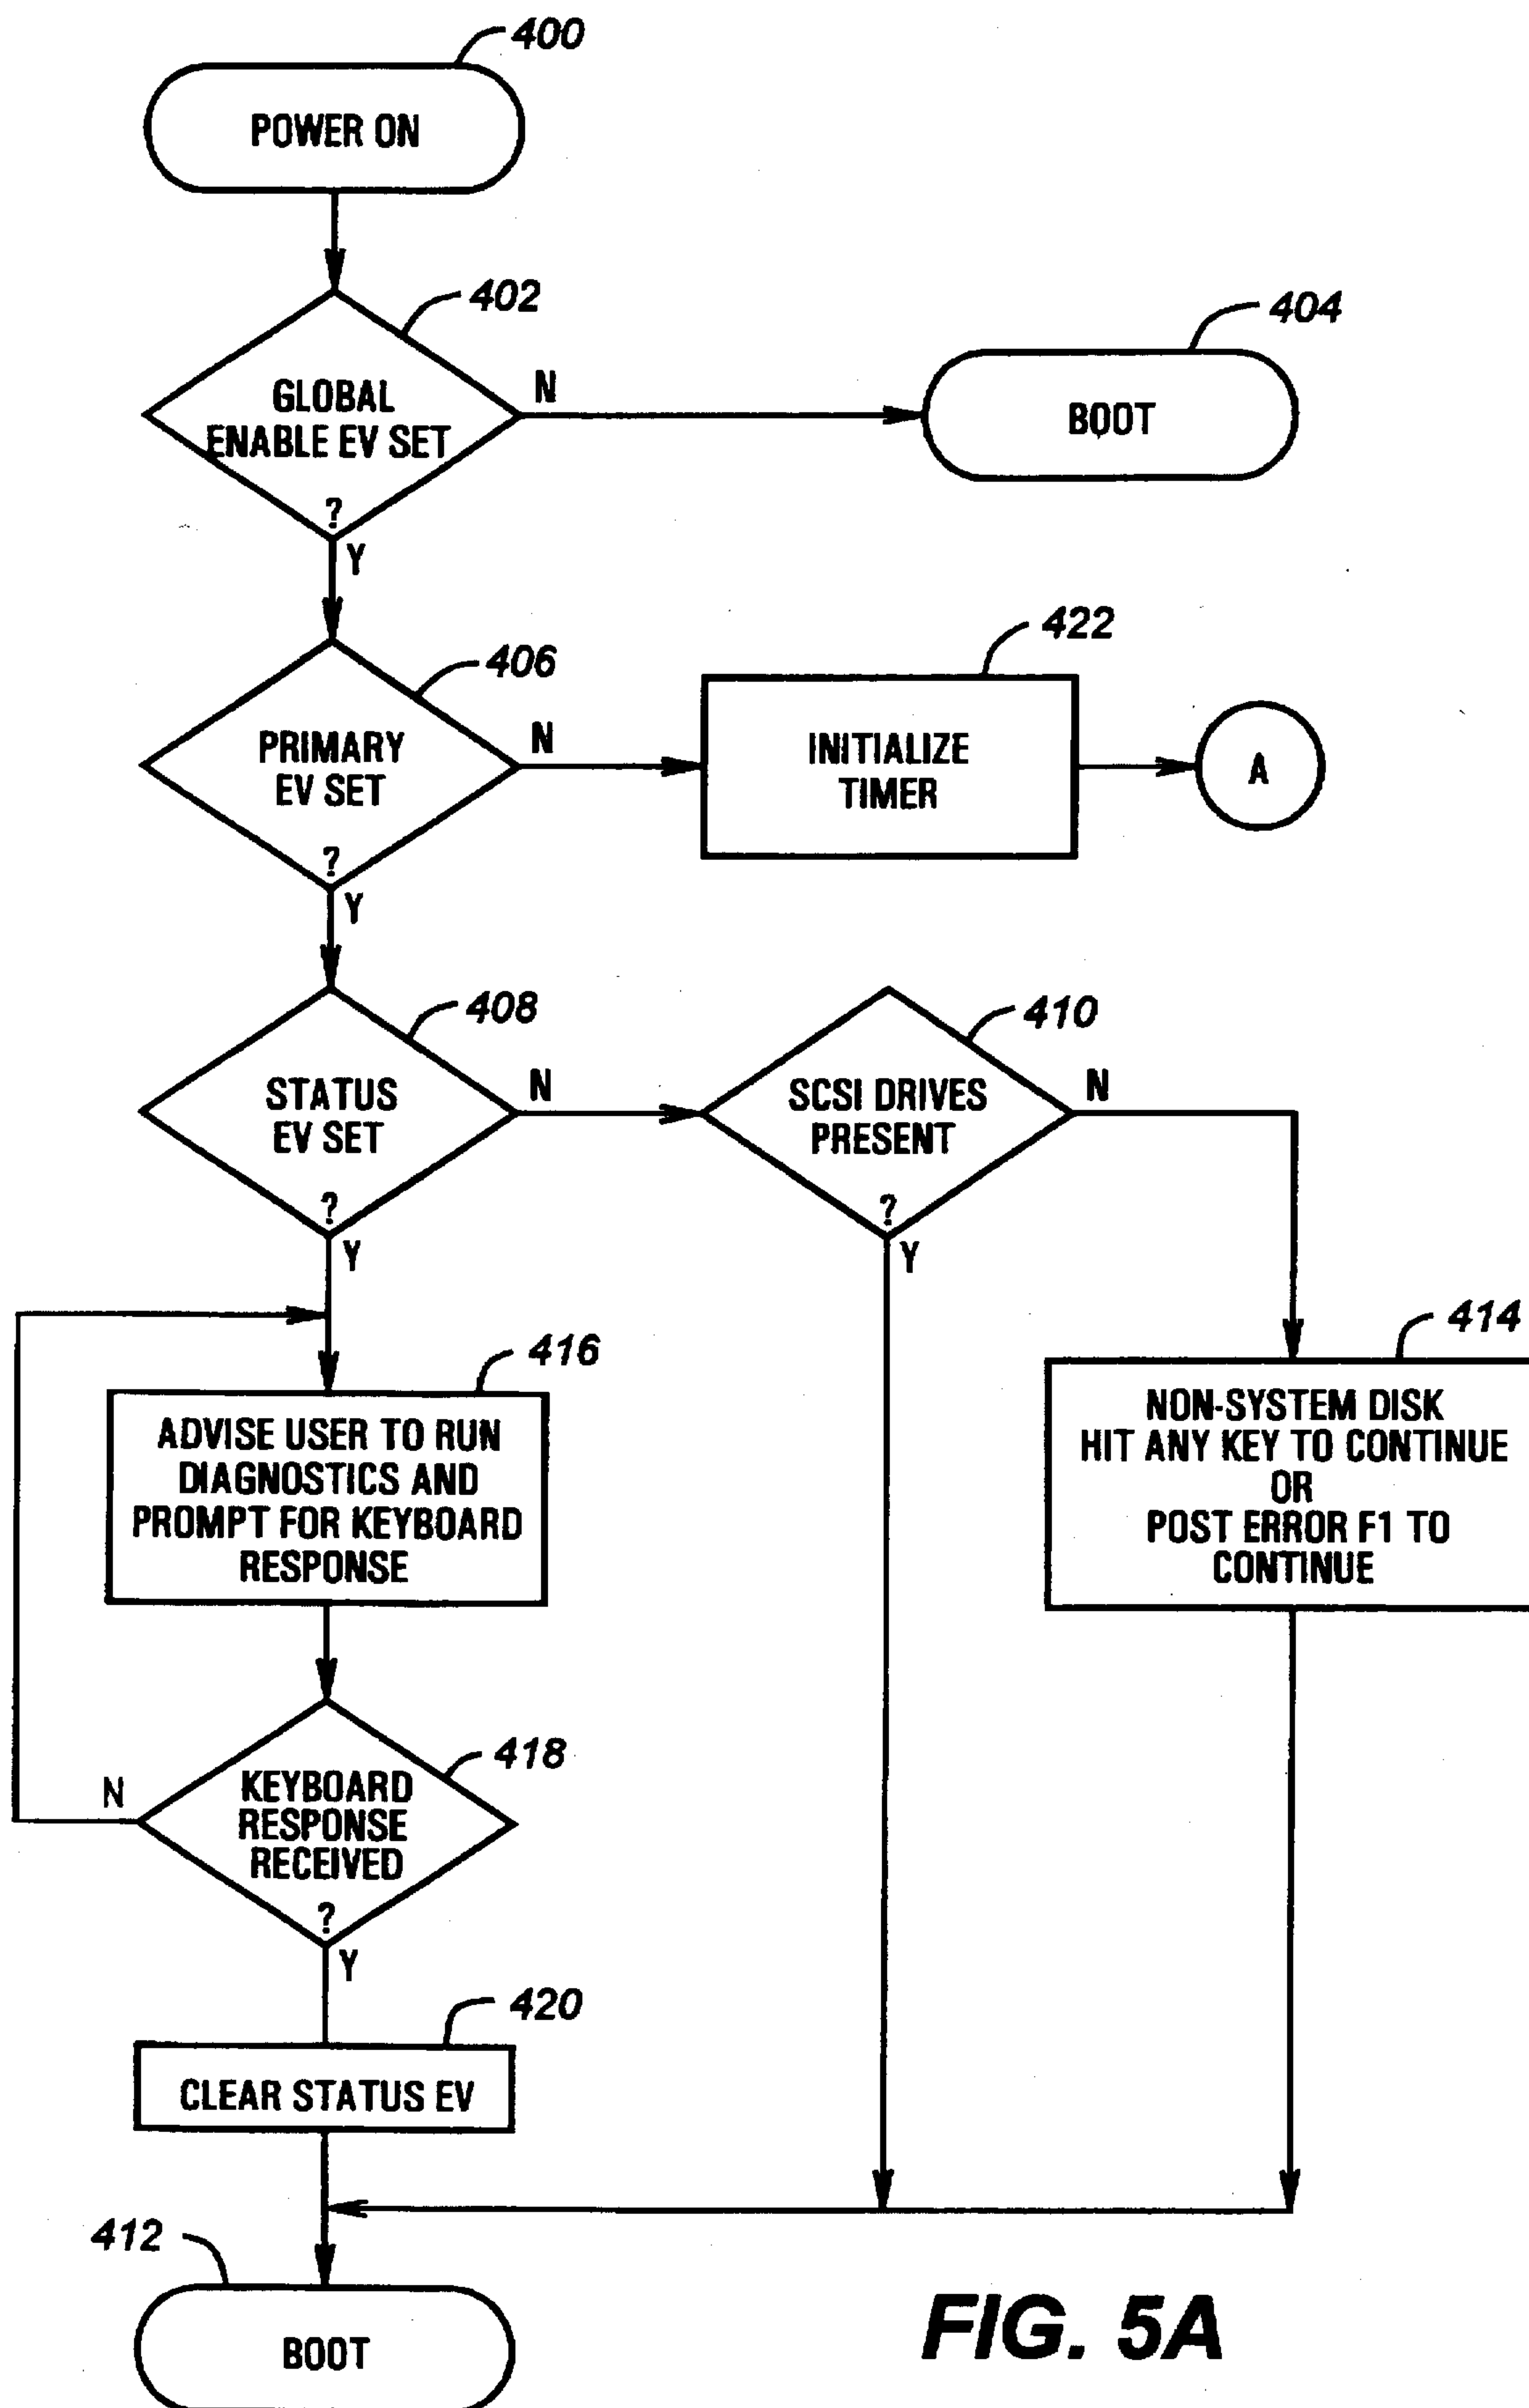 400
POWER ON
402
GLOBAL
ENABLE EV SET
?
N
Y
404
BOOT
406
PRIMARY
EV SET
?
N
Y
422
INITIALIZE
TIMER
A
408
STATUS
EV SET
?
N
Y
410
SCSI DRIVES
PRESENT
?
N
Y
414
NON-SYSTEM DISK
HIT ANY KEY TO CONTINUE
OR
POST ERROR F1 TO
CONTINUE
416
ADVISE USER TO RUN
DIAGNOSTICS AND
PROMPT FOR KEYBOARD
RESPONSE
418
KEYBOARD
RESPONSE
RECEIVED
?
N
Y
420
CLEAR STATUS EV
412
BOOT
FIG. 5A